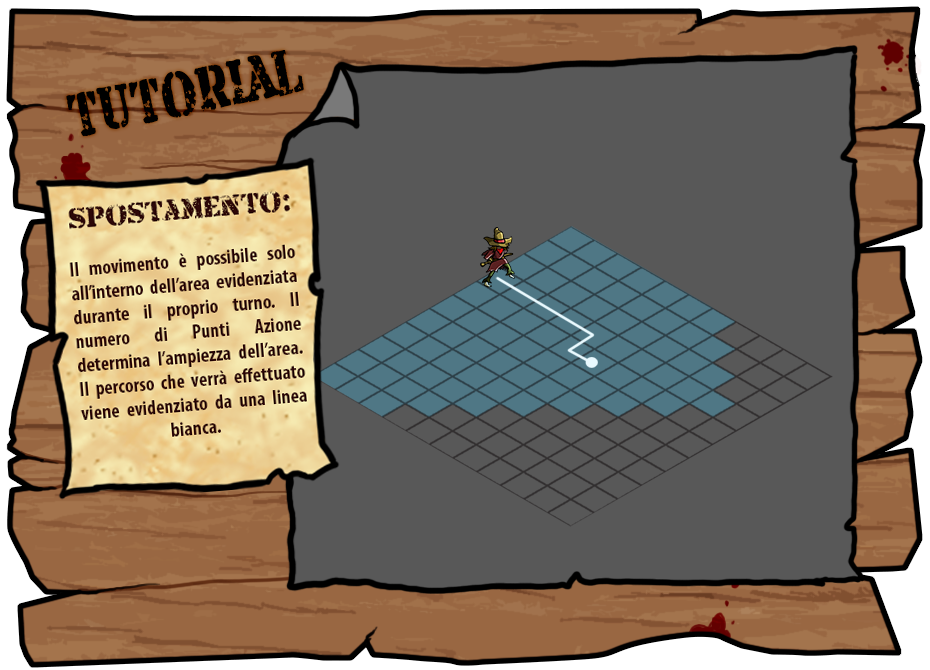 TUTORIAL
SPOSTAMENTO:
Il movimento è possibile solo
all'interno dell'area evidenziata
durante il proprio turno. Il
numero di Punti Azione
determina l'ampiezza dell'area.
Il percorso che verrà effettuato
viene evidenziato da una linea
bianca.